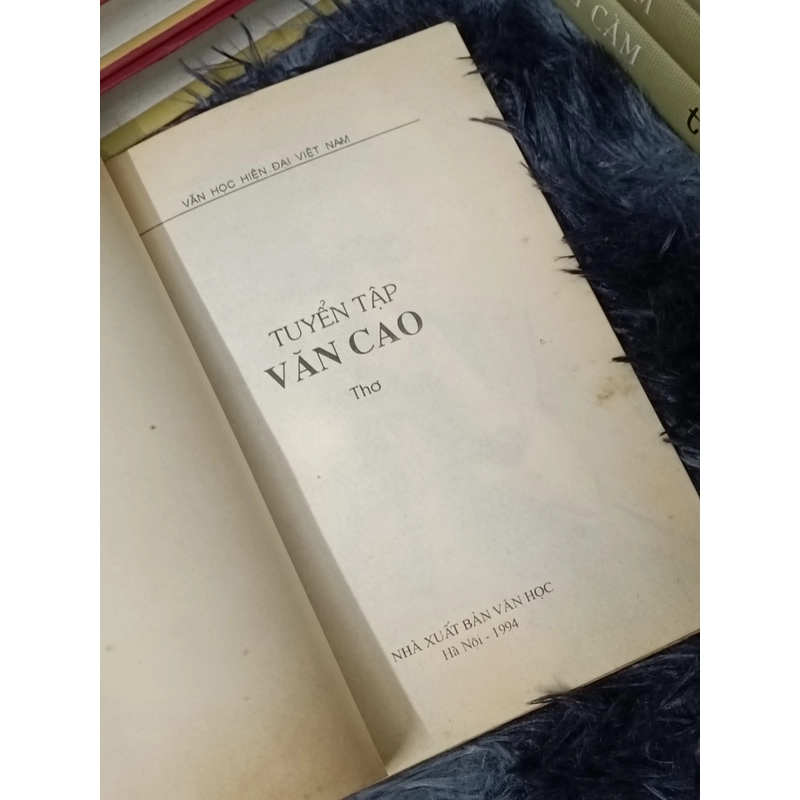 VĂN HỌC HIỆN ĐẠI VIỆT NAM
TUYỂN TẬP
VĂN CAO
Thơ
NHÀ XUẤT BẢN VĂN HỌC
Hà Nội - 1994
CẢM